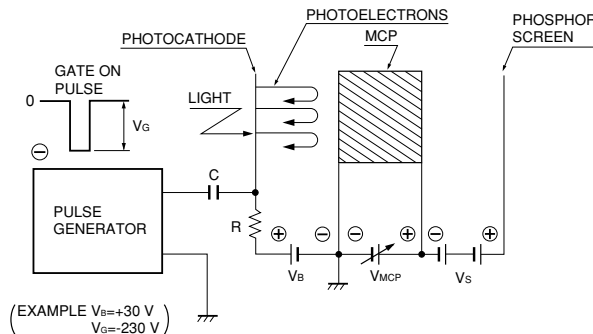 PHOTOELECTRONS
PHOTOCATHODE
MCP
PHOSPHOR
SCREEN
GATE ON
PULSE
0
VG
LIGHT
C
R
PULSE
GENERATOR
VB
VMCP
VS
(EXAMPLE VB=+30 V
VG=-230 V)